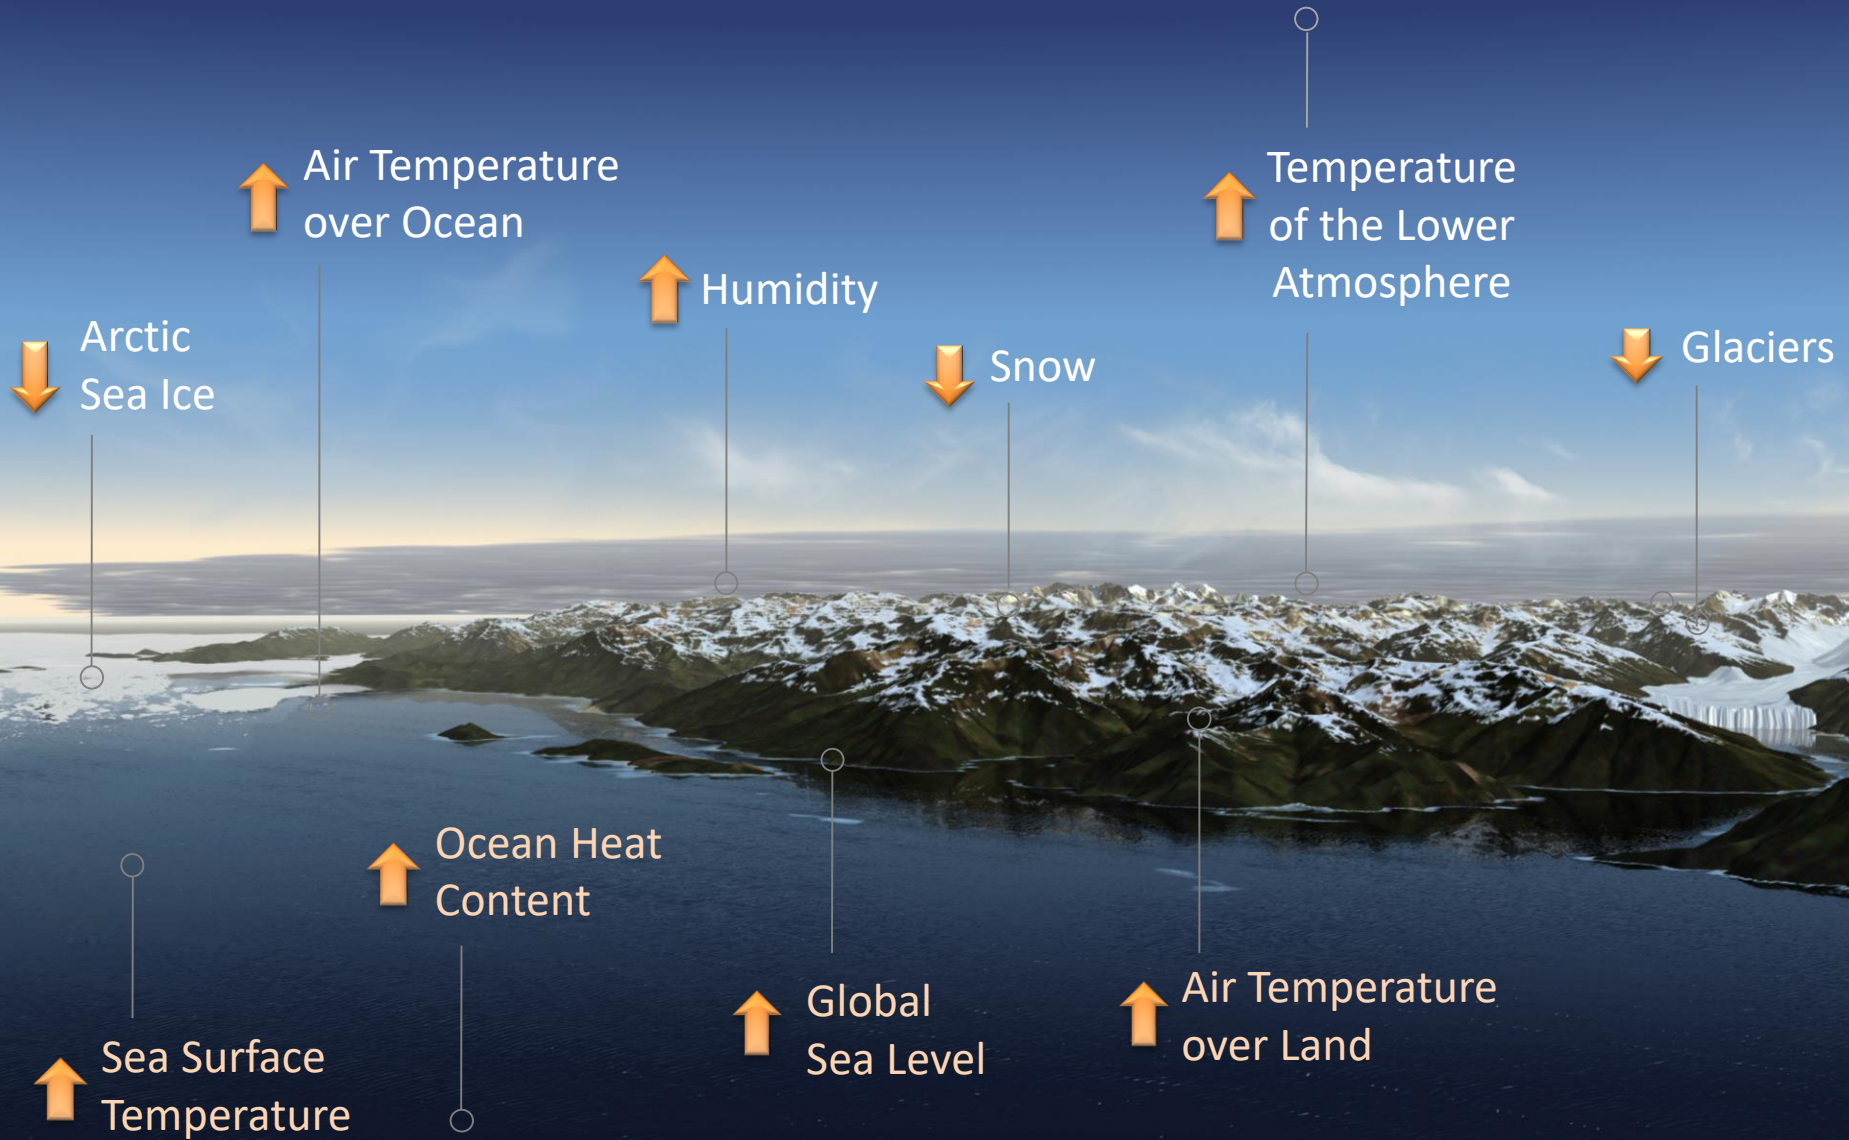 Air Temperature
over Ocean
Temperature
of the Lower
Atmosphere
Humidity
Arctic
Sea Ice
Snow
Glaciers
Ocean Heat
Content
Global
Sea Level
Air Temperature
over Land
Sea Surface
Temperature